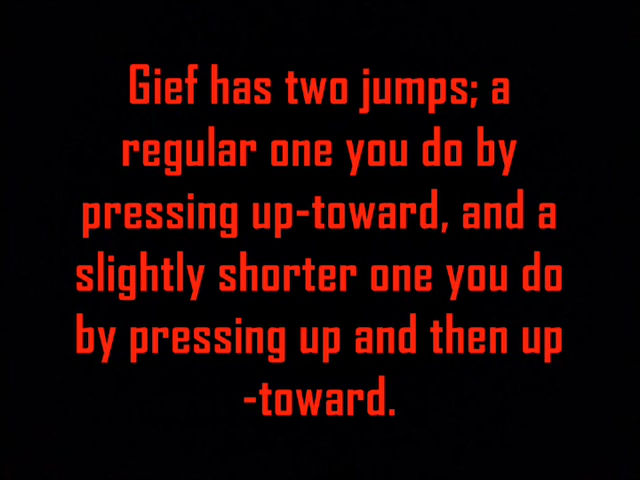 Gief has two jumps; a
regular one you do by
pressing up-toward, and a
slightly shorter one you do
by pressing up and then up
-toward.